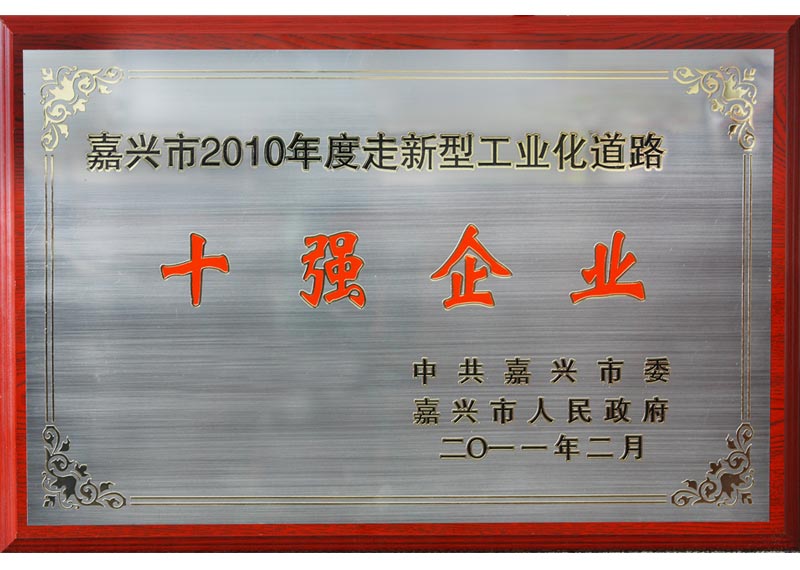 嘉兴市2010年度走新型工业化道路
十强企业
中共嘉兴市委
嘉兴市人民政府
二〇一一年二月